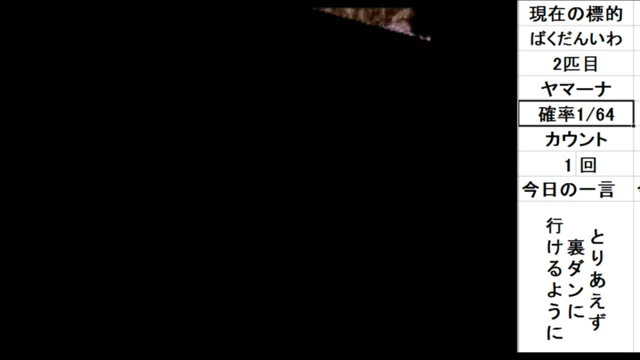 現在の標的
ばくだんいわ
2匹目
ヤマーナ
確率1/64
カウント
1 回
今日の一言
とりあえず
裏ダンに
行けるように